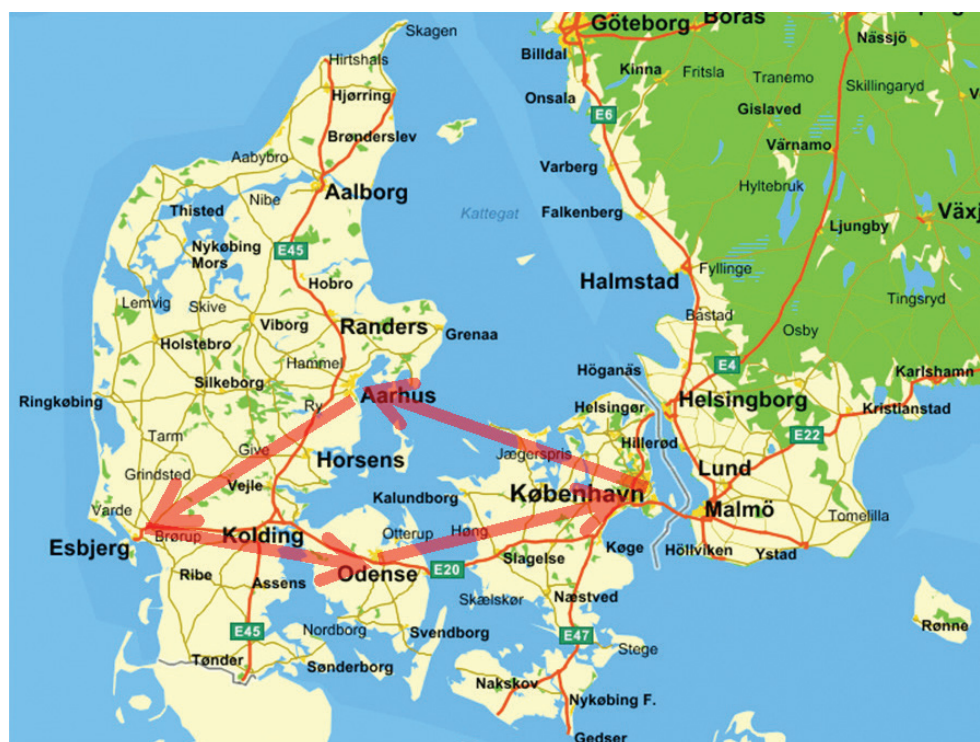 Skagen
Göteborg
Borås
Billdal
Nässjö
Hirtshals
Kinna
Fritsla
Tranemo
Skillingaryd
Hjørring
Onsala
Gislaved
E6
Brønderslev
Värnamo
Aabybro
Varberg
Aalborg
Hyltebruk
Nibe
Thisted
Kattegat
Falkenberg
Växj
Ljungby
Nykøbing
Mors
E45
Fyllinge
Hobro
Halmstad
Tingsryd
Lemvig
Skive
Båstad
Viborg
Randers
Osby
Grenaa
Holstebro
Hammel
E4
Höganäs
Karlshamn
Silkeborg
Aarhus
Ringkøbing
Ry
Helsingør
Helsingborg
Kristianstad
Tarm
Give
Hillerød
E22
Horsens
Jægerspris
Grindsted
Lund
Vejle
Kalundborg
København
Varde
Malmö
Tomelilla
Esbjerg
Brørup
Kolding
Otterup
Høng
Køge
Höllviken
Ystad
Slagelse
Ribe
Assens
Odense
E20
Skælskør
Næstved
Nordborg
Svendborg
E45
E47
Rønne
Stege
Tønder
Sønderborg
Nakskov
Nykøbing F.
Gedser